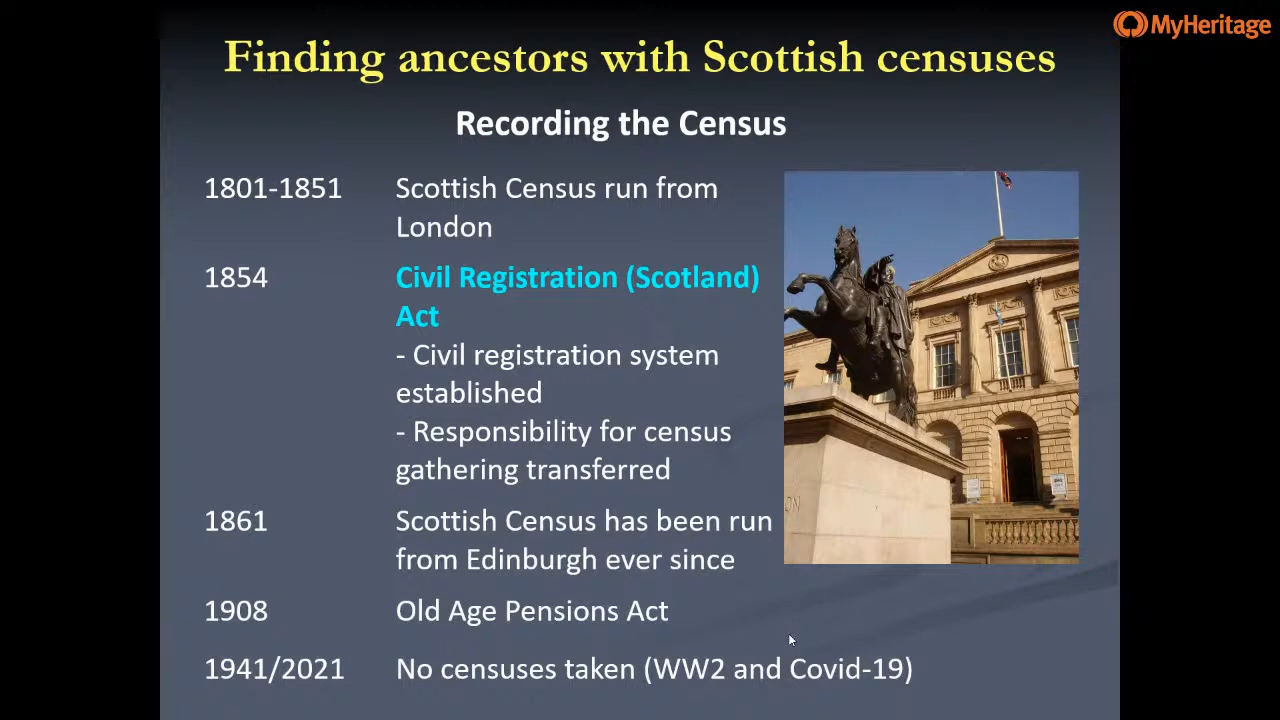 MyHeritage
Finding ancestors with Scottish censuses
Recording the Census
1801-1851 Scottish Census run from
London
1854 Civil Registration (Scotland)
Act
- Civil registration system
established
- Responsibility for census
gathering transferred
1861 Scottish Census has been run
from Edinburgh ever since
1908 Old Age Pensions Act
1941/2021 No censuses taken (WW2 and Covid-19)